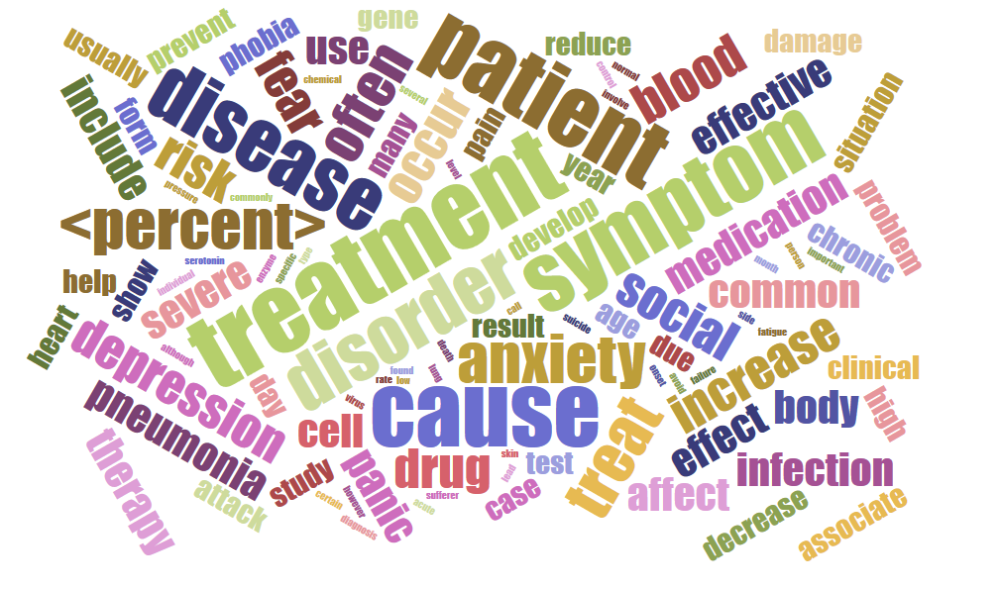 gene
usually
prevent
phobia
use
patient
reduce
damage
disease
fear
chemical
often
several
control
normal
involve
blood
effective
situation
include
form
risk
pressure
commonly
many
occur
pain
level
year
symptom
<percent>
treatment
develop
medication
problem
chronic
person
important
month
help
show
serotonin
individual
severe
enzyme
specific
type
disorder
social
common
heart
depression
although
day
cell
result
suicide
age
due
side
fatigue
increase
clinical
death
found
rate
low
lung
anxiety
onset
avoid
failure
pneumonia
virus
cause
treat
effect
body
high
therapy
attack
study
cell
panic
drug
skin
lead
test
case
infection
affect
certain
however
diagnosis
sufferer
acute
decrease
associate